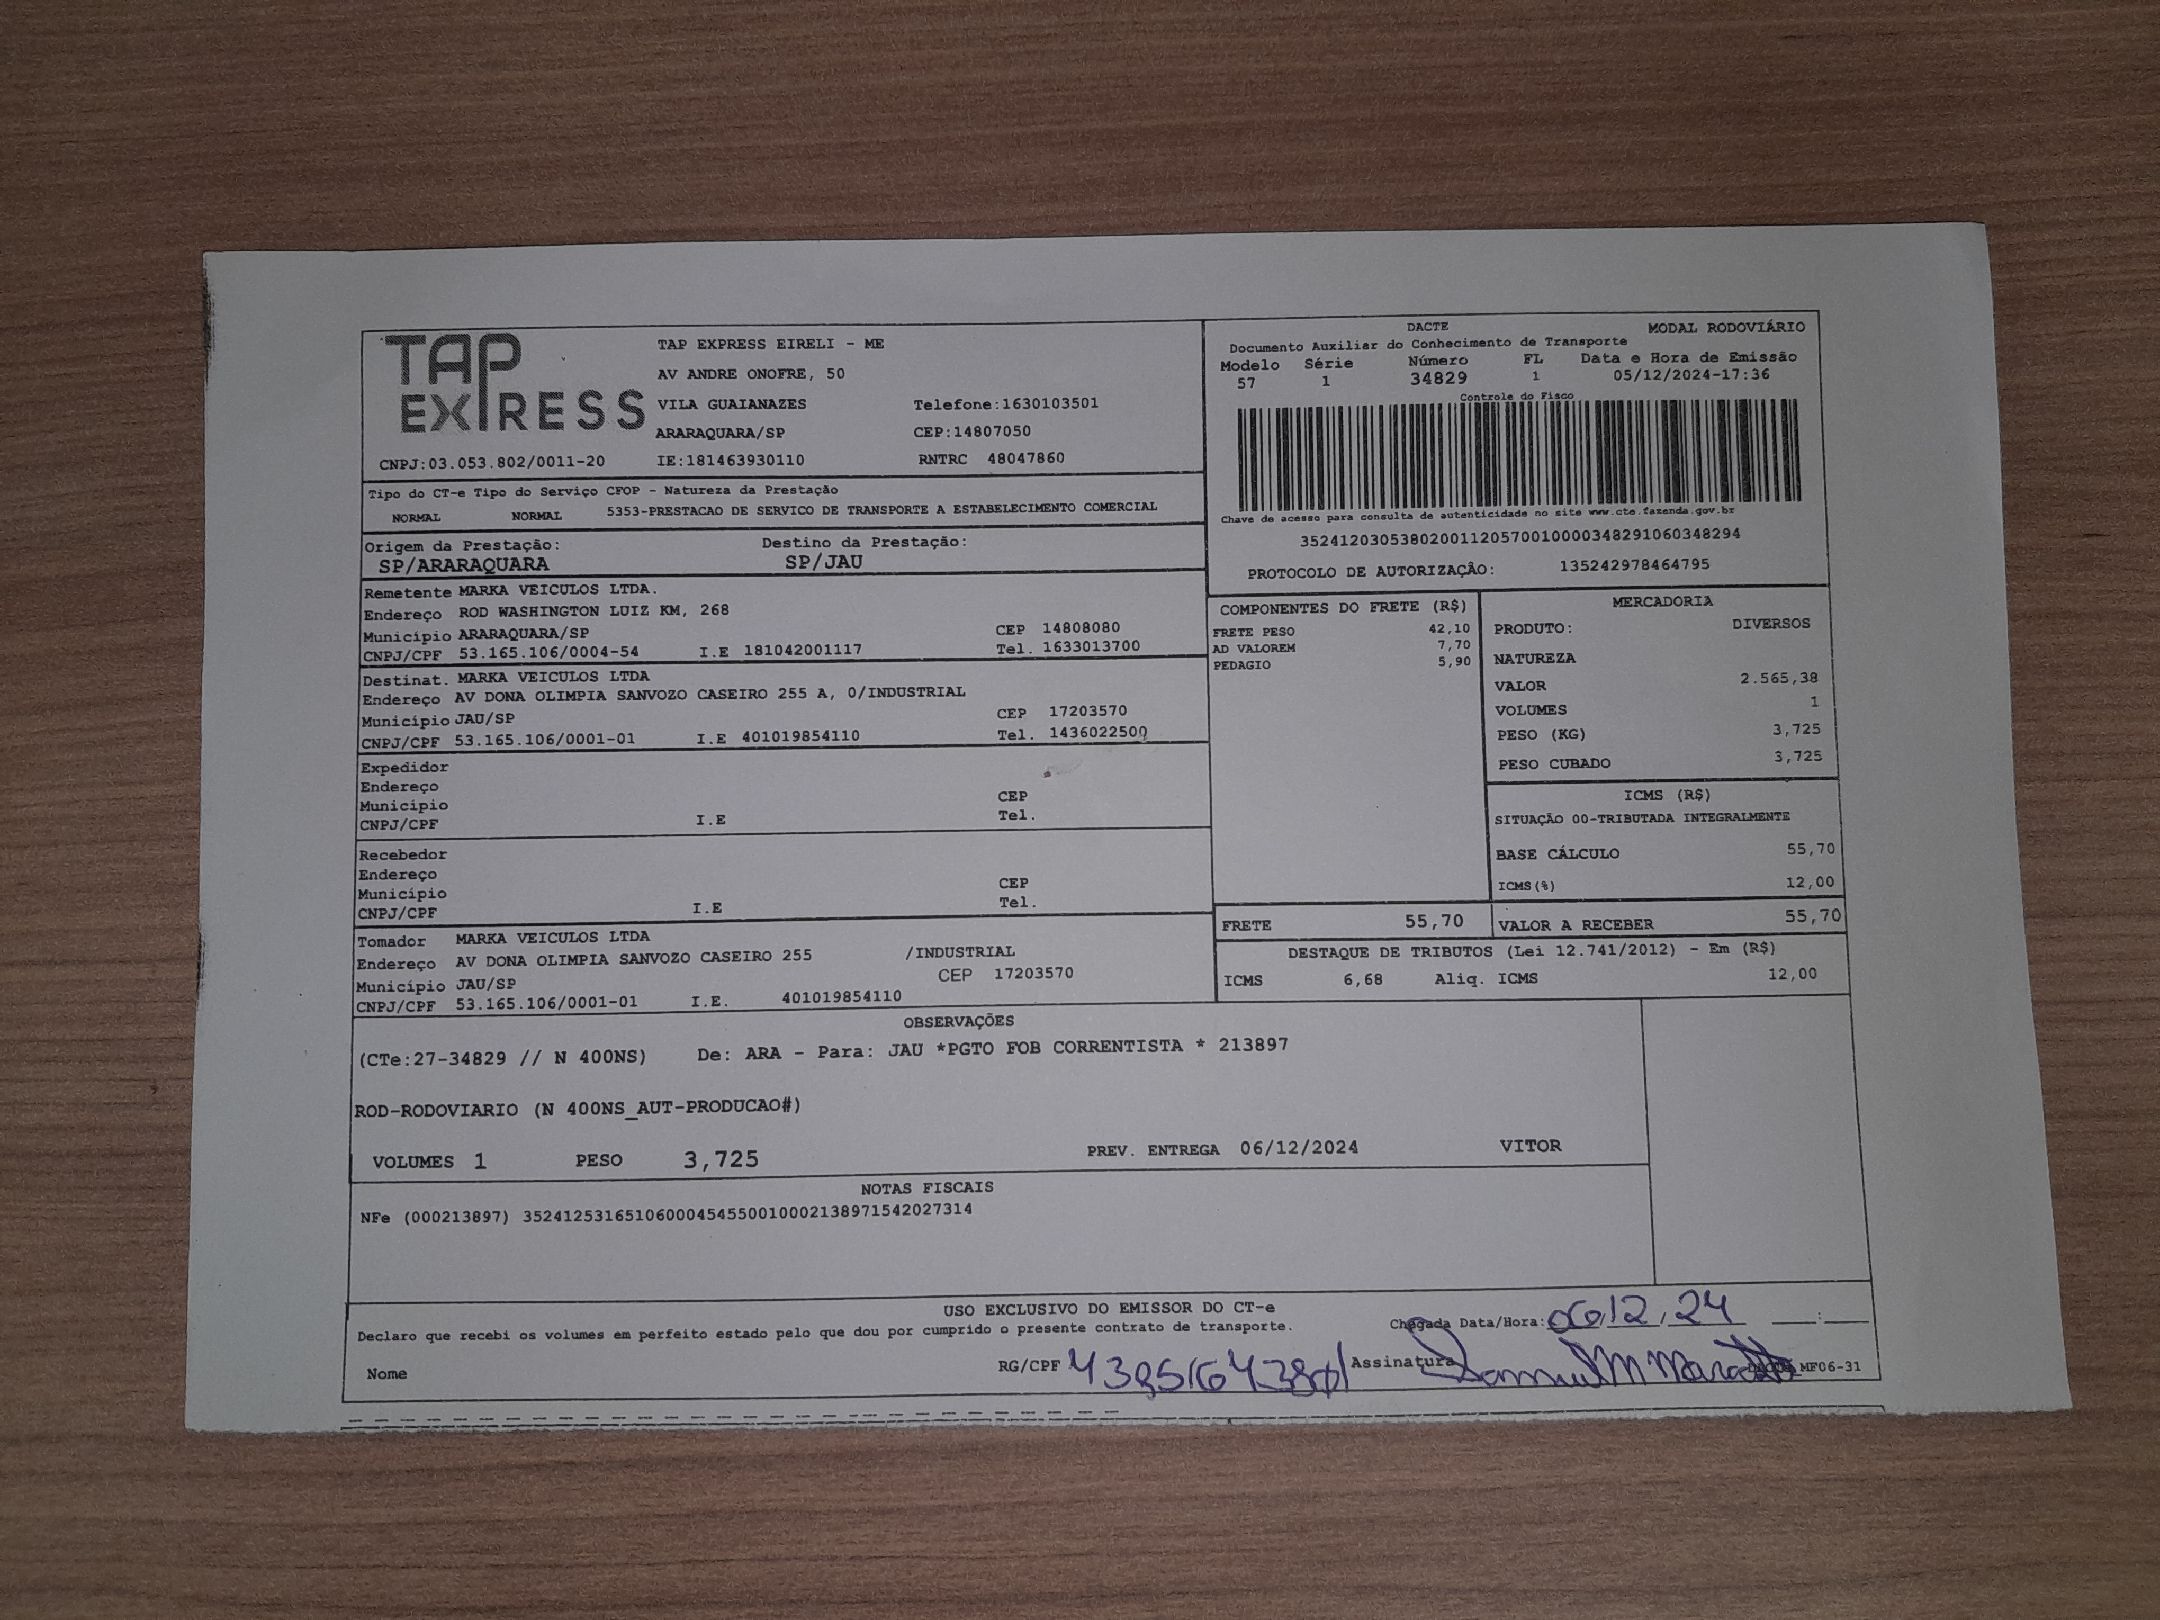 TAP EXPRESS
TAP EXPRESS EIRELI - ME
AV ANDRE ONOFRE, 50
VILA GUAIANAZES Telefone:1630103501
ARARAQUARA/SP CEP:14807050
CNPJ:03.053.802/0011-20 IE:181463930110 RNTRC 48047860
DACTE MODAL RODOVIÁRIO
Documento Auxiliar do Conhecimento de Transporte
Modelo Série Número FL Data e Hora de Emissão
57 1 34829 1 05/12/2024-17:36
Controle do Fisco
Chave de acesso para consulta de autenticidade no site www.cte.fazenda.gov.br
35241203053802001120570010000348291060348294
PROTOCOLO DE AUTORIZAÇÃO: 135242978464795
Tipo do CT-e Tipo do Serviço CFOP - Natureza da Prestação
NORMAL NORMAL 5353-PRESTACAO DE SERVICO DE TRANSPORTE A ESTABELECIMENTO COMERCIAL
Origem da Prestação: Destino da Prestação:
SP/ARARAQUARA SP/JAU
Remetente MARKA VEICULOS LTDA.
Endereço ROD WASHINGTON LUIZ KM, 268
Município ARARAQUARA/SP CEP 14808080
CNPJ/CPF 53.165.106/0004-54 I.E 181042001117 Tel. 1633013700
Destinat. MARKA VEICULOS LTDA
Endereço AV DONA OLIMPIA SANVOZO CASEIRO 255 A, 0/INDUSTRIAL
Município JAU/SP CEP 17203570
CNPJ/CPF 53.165.106/0001-01 I.E 401019854110 Tel. 1436022500
Expedidor
Endereço
Município CEP
CNPJ/CPF I.E Tel.
Recebedor
Endereço
Município CEP
CNPJ/CPF I.E Tel.
Tomador MARKA VEICULOS LTDA
Endereço AV DONA OLIMPIA SANVOZO CASEIRO 255 /INDUSTRIAL
Município JAU/SP CEP 17203570
CNPJ/CPF 53.165.106/0001-01 I.E. 401019854110
COMPONENTES DO FRETE (R$)
FRETE PESO 42,10
AD VALOREM 7,70
PEDAGIO 5,90
MERCADORIA
PRODUTO: DIVERSOS
NATUREZA
VALOR 2.565,38
VOLUMES 1
PESO (KG) 3,725
PESO CUBADO 3,725
ICMS (R$)
SITUAÇÃO 00-TRIBUTADA INTEGRALMENTE
BASE CÁLCULO 55,70
ICMS(%) 12,00
FRETE 55,70 VALOR A RECEBER 55,70
DESTAQUE DE TRIBUTOS (Lei 12.741/2012) - Em (R$)
ICMS 6,68 Aliq. ICMS 12,00
OBSERVAÇÕES
(CTe:27-34829 // N 400NS) De: ARA - Para: JAU *PGTO FOB CORRENTISTA * 213897
ROD-RODOVIARIO (N 400NS_AUT-PRODUCAO#)
VOLUMES 1 PESO 3,725 PREV. ENTREGA 06/12/2024 VITOR
NOTAS FISCAIS
NFe (000213897) 35241253165106000454550010002138971542027314
USO EXCLUSIVO DO EMISSOR DO CT-e
Declaro que recebi os volumes em perfeito estado pelo que dou por cumprido o presente contrato de transporte. Chegada Data/Hora: 06,12,24 __:__
Nome RG/CPF Assinatura MF06-31